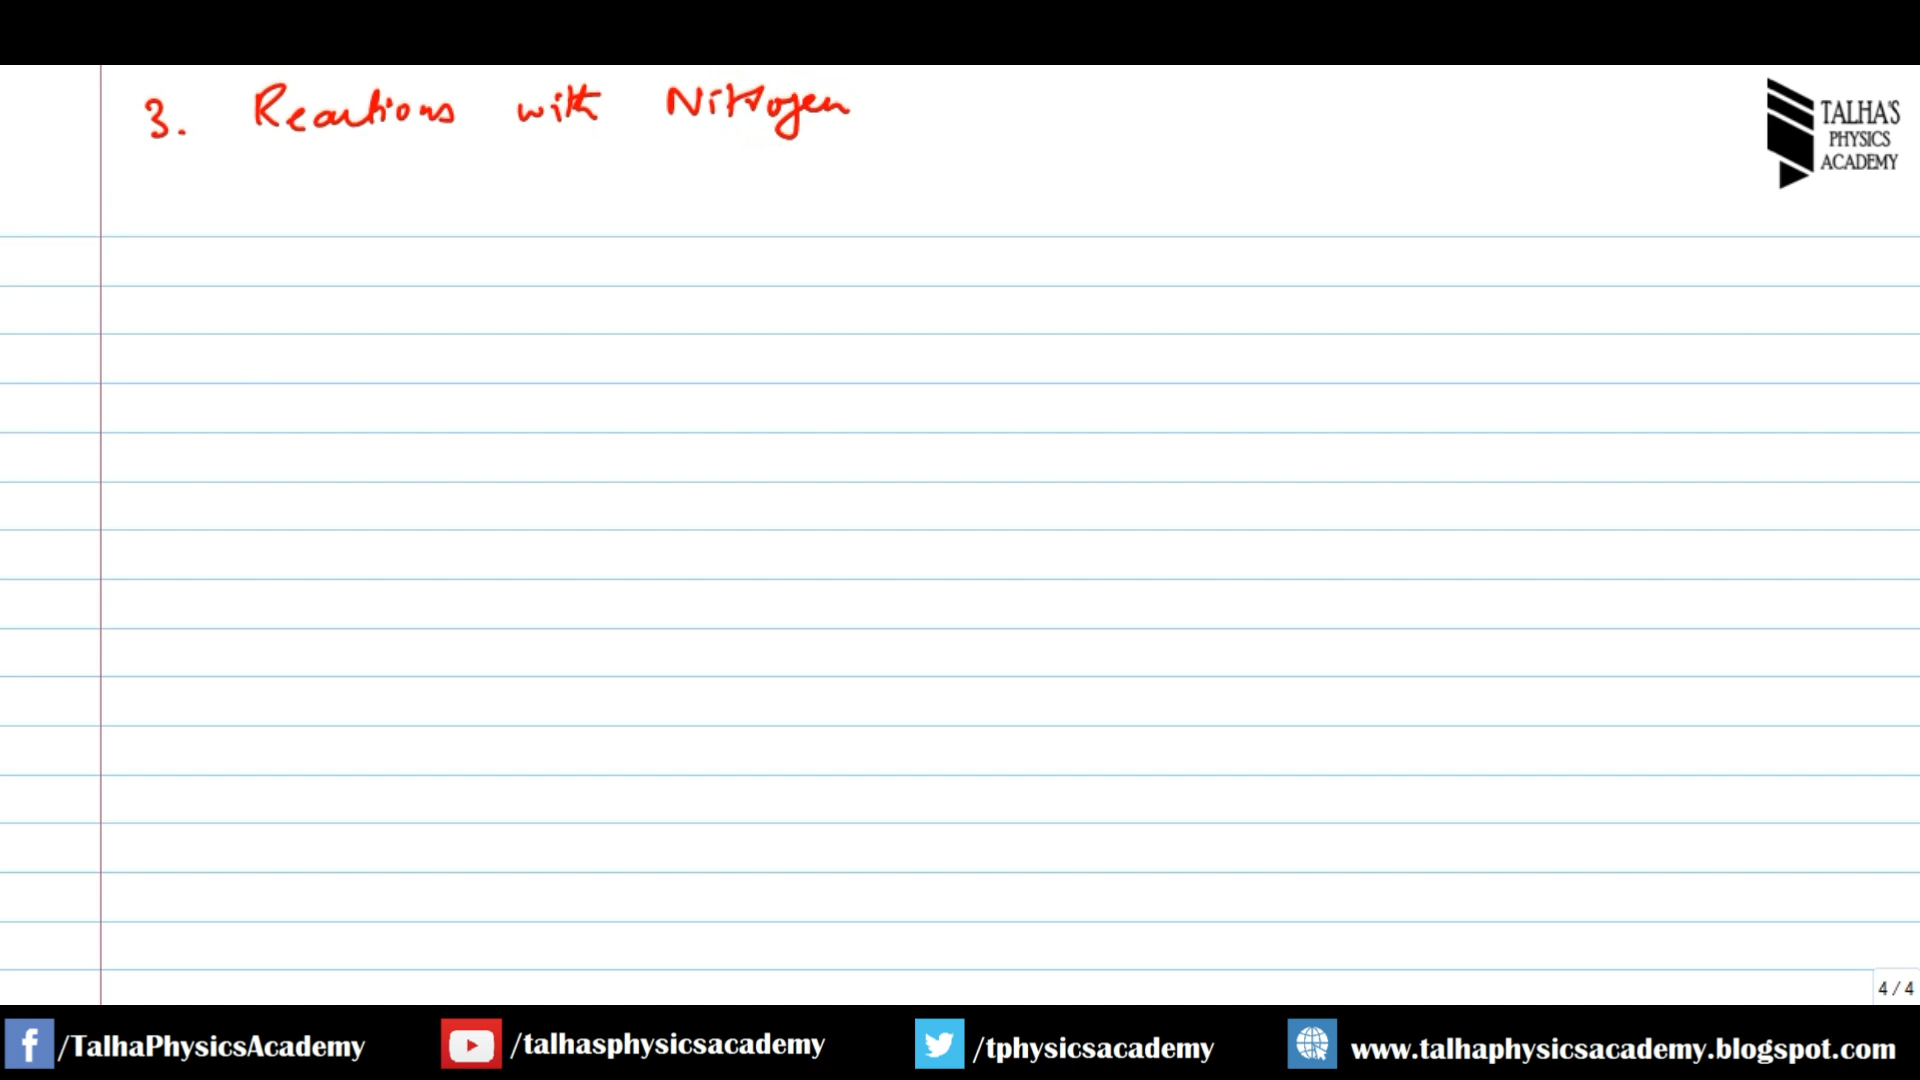 3. Reactions with Nitrogen
TALHA'S
PHYSICS
ACADEMY
4 / 4
/TalhaPhysicsAcademy
/talhasphysicsacademy
/tphysicsacademy
www.talhaphysicsacademy.blogspot.com